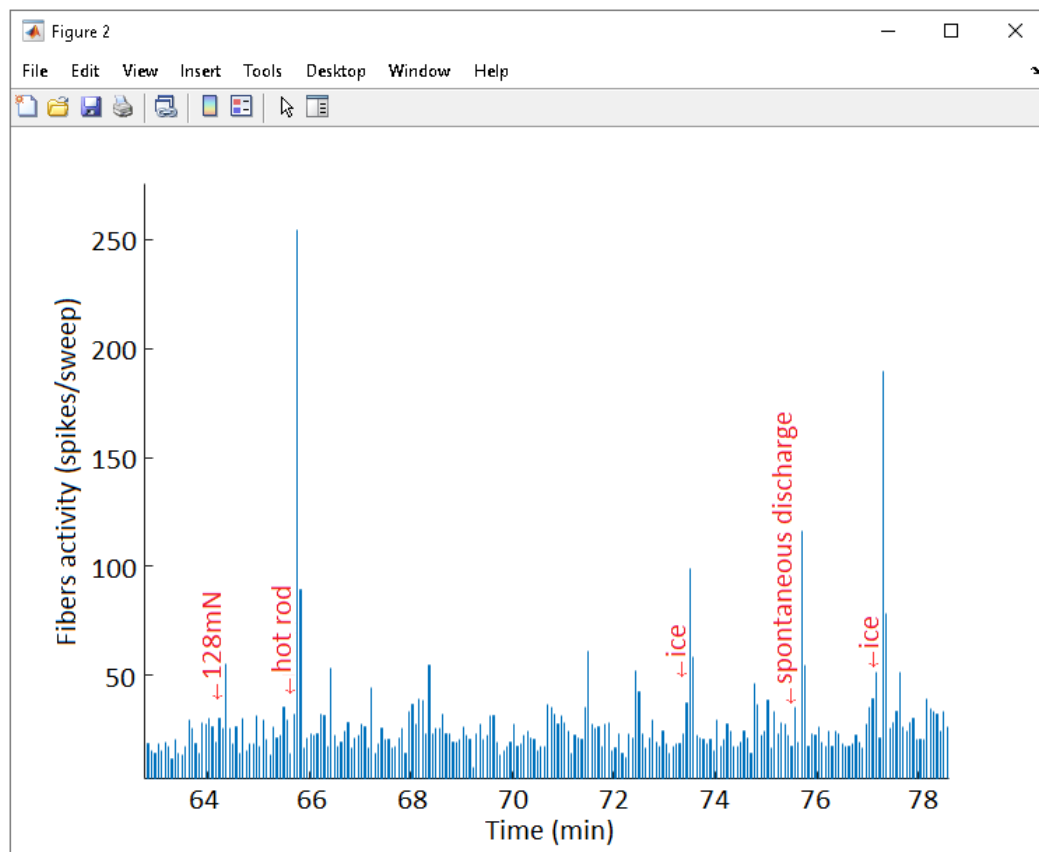 Figure 2
File Edit View Insert Tools Desktop Window Help
Fibers activity (spikes/sweep)
250
200
150
100
50
←128mN
←hot rod
←ice
←spontaneous discharge
←ice
64 66 68 70 72 74 76 78
Time (min)